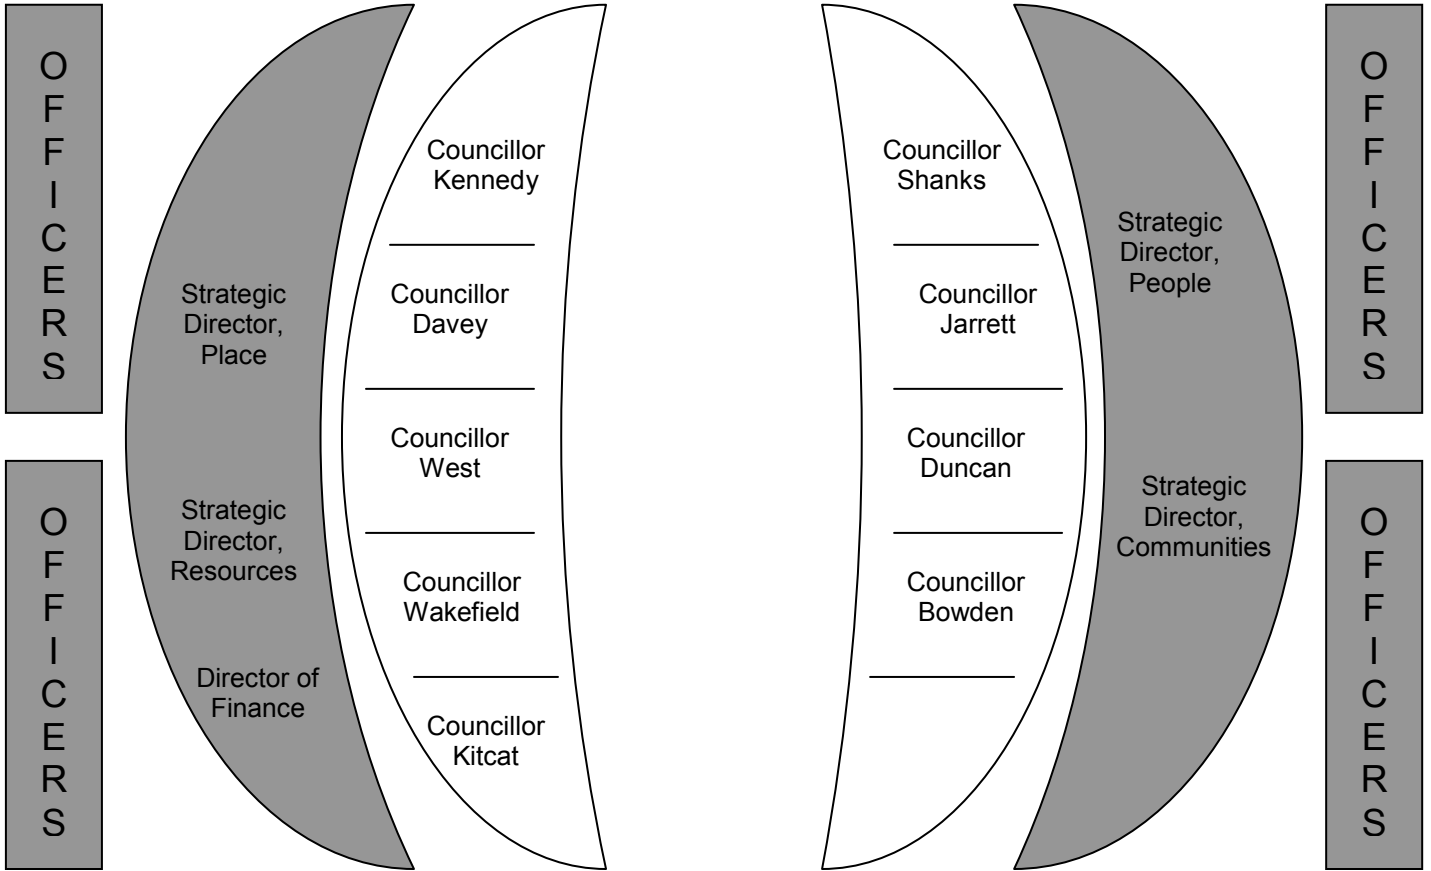 O
F
F
I
C
E
R
S
O
F
F
I
C
E
R
S
Strategic
Director,
Place
Strategic
Director,
Resources
Director of
Finance
Councillor
Kennedy
Councillor
Davey
Councillor
West
Councillor
Wakefield
Councillor
Kitcat
Councillor
Shanks
Councillor
Jarrett
Councillor
Duncan
Councillor
Bowden
Strategic
Director,
People
Strategic
Director,
Communities
O
F
F
I
C
E
R
S
O
F
F
I
C
E
R
S